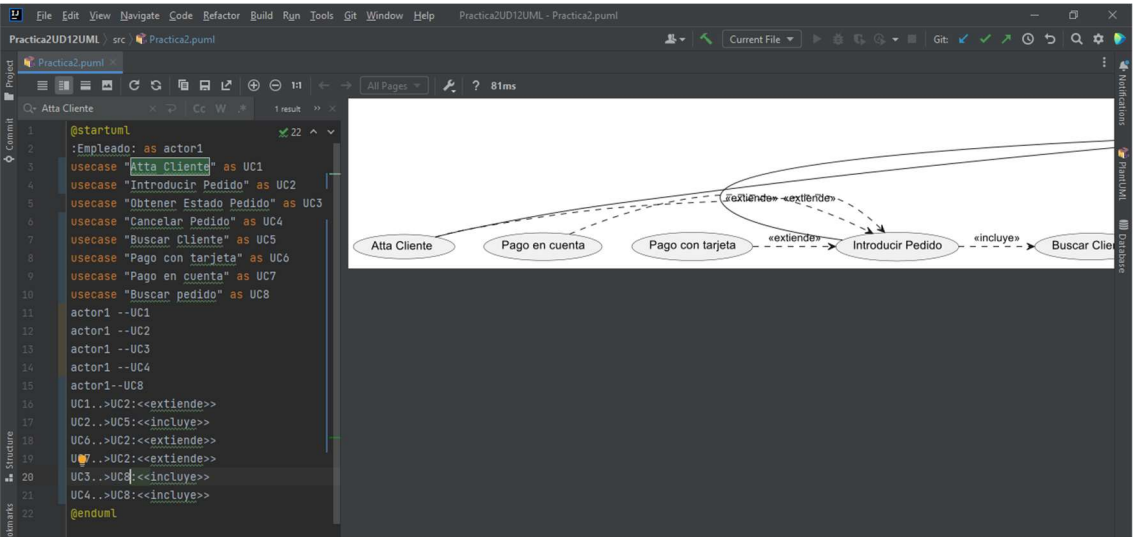 File Edit View Navigate Code Refactor Build Run Tools Git Window Help Practica2UD12UML - Practica2.puml
Practica2UD12UML src Practica2.puml Current File Git:
Project
Practica2.puml
All Pages ? 81ms
1:1
Atta Cliente Cc W .* 1 result
22
1 @startuml
2 :Empleado: as actor1
3 usecase "Atta Cliente" as UC1
4 usecase "Introducir Pedido" as UC2
5 usecase "Obtener Estado Pedido" as UC3
6 usecase "Cancelar Pedido" as UC4
7 usecase "Buscar Cliente" as UC5
8 usecase "Pago con tarjeta" as UC6
9 usecase "Pago en cuenta" as UC7
10 usecase "Buscar pedido" as UC8
11 actor1 --UC1
12 actor1 --UC2
13 actor1 --UC3
14 actor1 --UC4
15 actor1--UC8
16 UC1..>UC2:<<extiende>>
17 UC2..>UC5:<<incluye>>
18 UC6..>UC2:<<extiende>>
19 UC7..>UC2:<<extiende>>
20 UC3..>UC8:<<incluye>>
21 UC4..>UC8:<<incluye>>
22 @enduml
«extiende» «extiende»
«extiende» «incluye»
Atta Cliente Pago en cuenta Pago con tarjeta Introducir Pedido Buscar Clien
Commit
Structure
okmarks
Notifications
PlantUML
Database